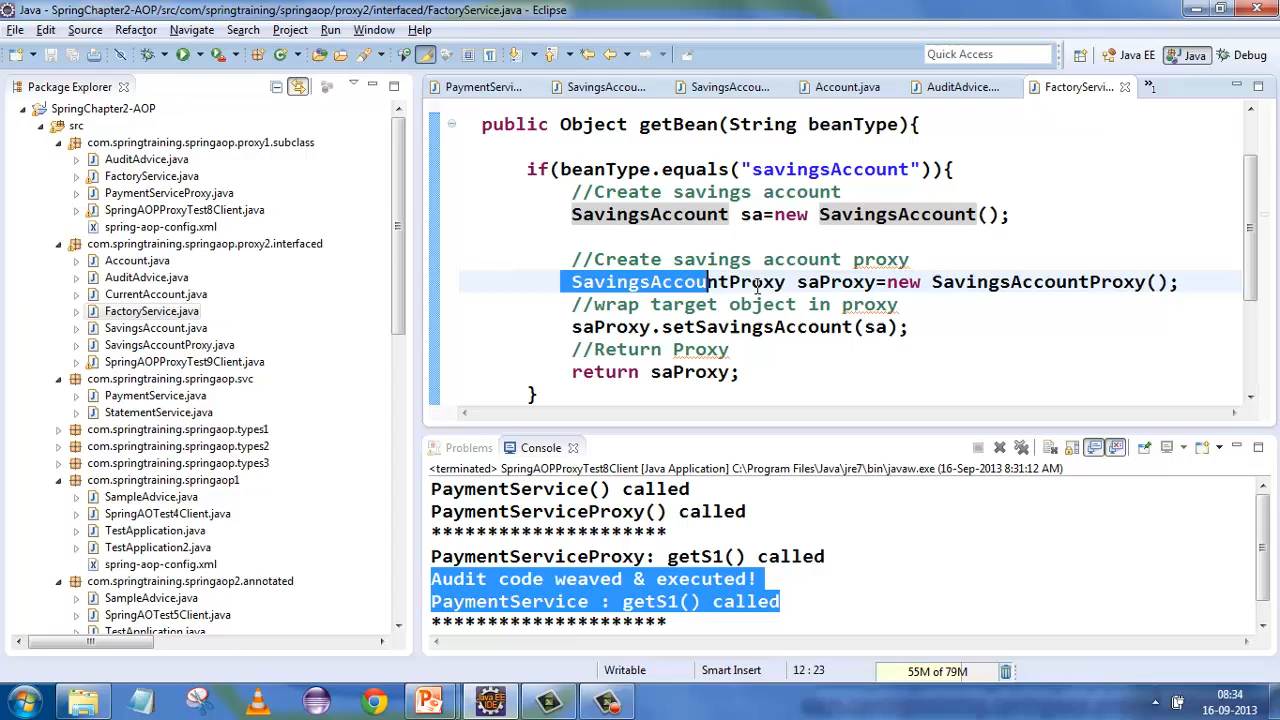 Java - SpringChapter2-AOP/src/com/springtraining/springaop/proxy2/interfaced/FactoryService.java - Eclipse
File Edit Source Refactor Navigate Search Project Run Window Help
Quick Access Java EE Java Debug
Package Explorer
PaymentServi... SavingsAccou... SavingsAccou... Account.java AuditAdvice.... FactoryServi...
SpringChapter2-AOP
src
com.springtraining.springaop.proxy1.subclass
AuditAdvice.java
FactoryService.java
PaymentServiceProxy.java
SpringAOPProxyTest8Client.java
spring-aop-config.xml
com.springtraining.springaop.proxy2.interfaced
Account.java
AuditAdvice.java
CurrentAccount.java
FactoryService.java
SavingsAccount.java
SavingsAccountProxy.java
SpringAOPProxyTest9Client.java
com.springtraining.springaop.svc
PaymentService.java
StatementService.java
com.springtraining.springaop.types1
com.springtraining.springaop.types2
com.springtraining.springaop.types3
com.springtraining.springaop1
SampleAdvice.java
SpringAOTest4Client.java
TestApplication.java
TestApplication2.java
spring-aop-config.xml
com.springtraining.springaop2.annotated
SampleAdvice.java
SpringAOTest5Client.java
TestApplication.java
public Object getBean(String beanType){
if(beanType.equals("savingsAccount")){
//Create savings account
SavingsAccount sa=new SavingsAccount();
//Create savings account proxy
SavingsAccountProxy saProxy=new SavingsAccountProxy();
//wrap target object in proxy
saProxy.setSavingsAccount(sa);
//Return Proxy
return saProxy;
}
Problems Console
<terminated> SpringAOPProxyTest8Client [Java Application] C:\Program Files\Java\jre7\bin\javaw.exe (16-Sep-2013 8:31:12 AM)
PaymentService() called
PaymentServiceProxy() called
*********************
PaymentServiceProxy: getS1() called
Audit code weaved & executed!
PaymentService : getS1() called
*********************
Writable Smart Insert 12 : 23 55M of 79M
08:34
16-09-2013